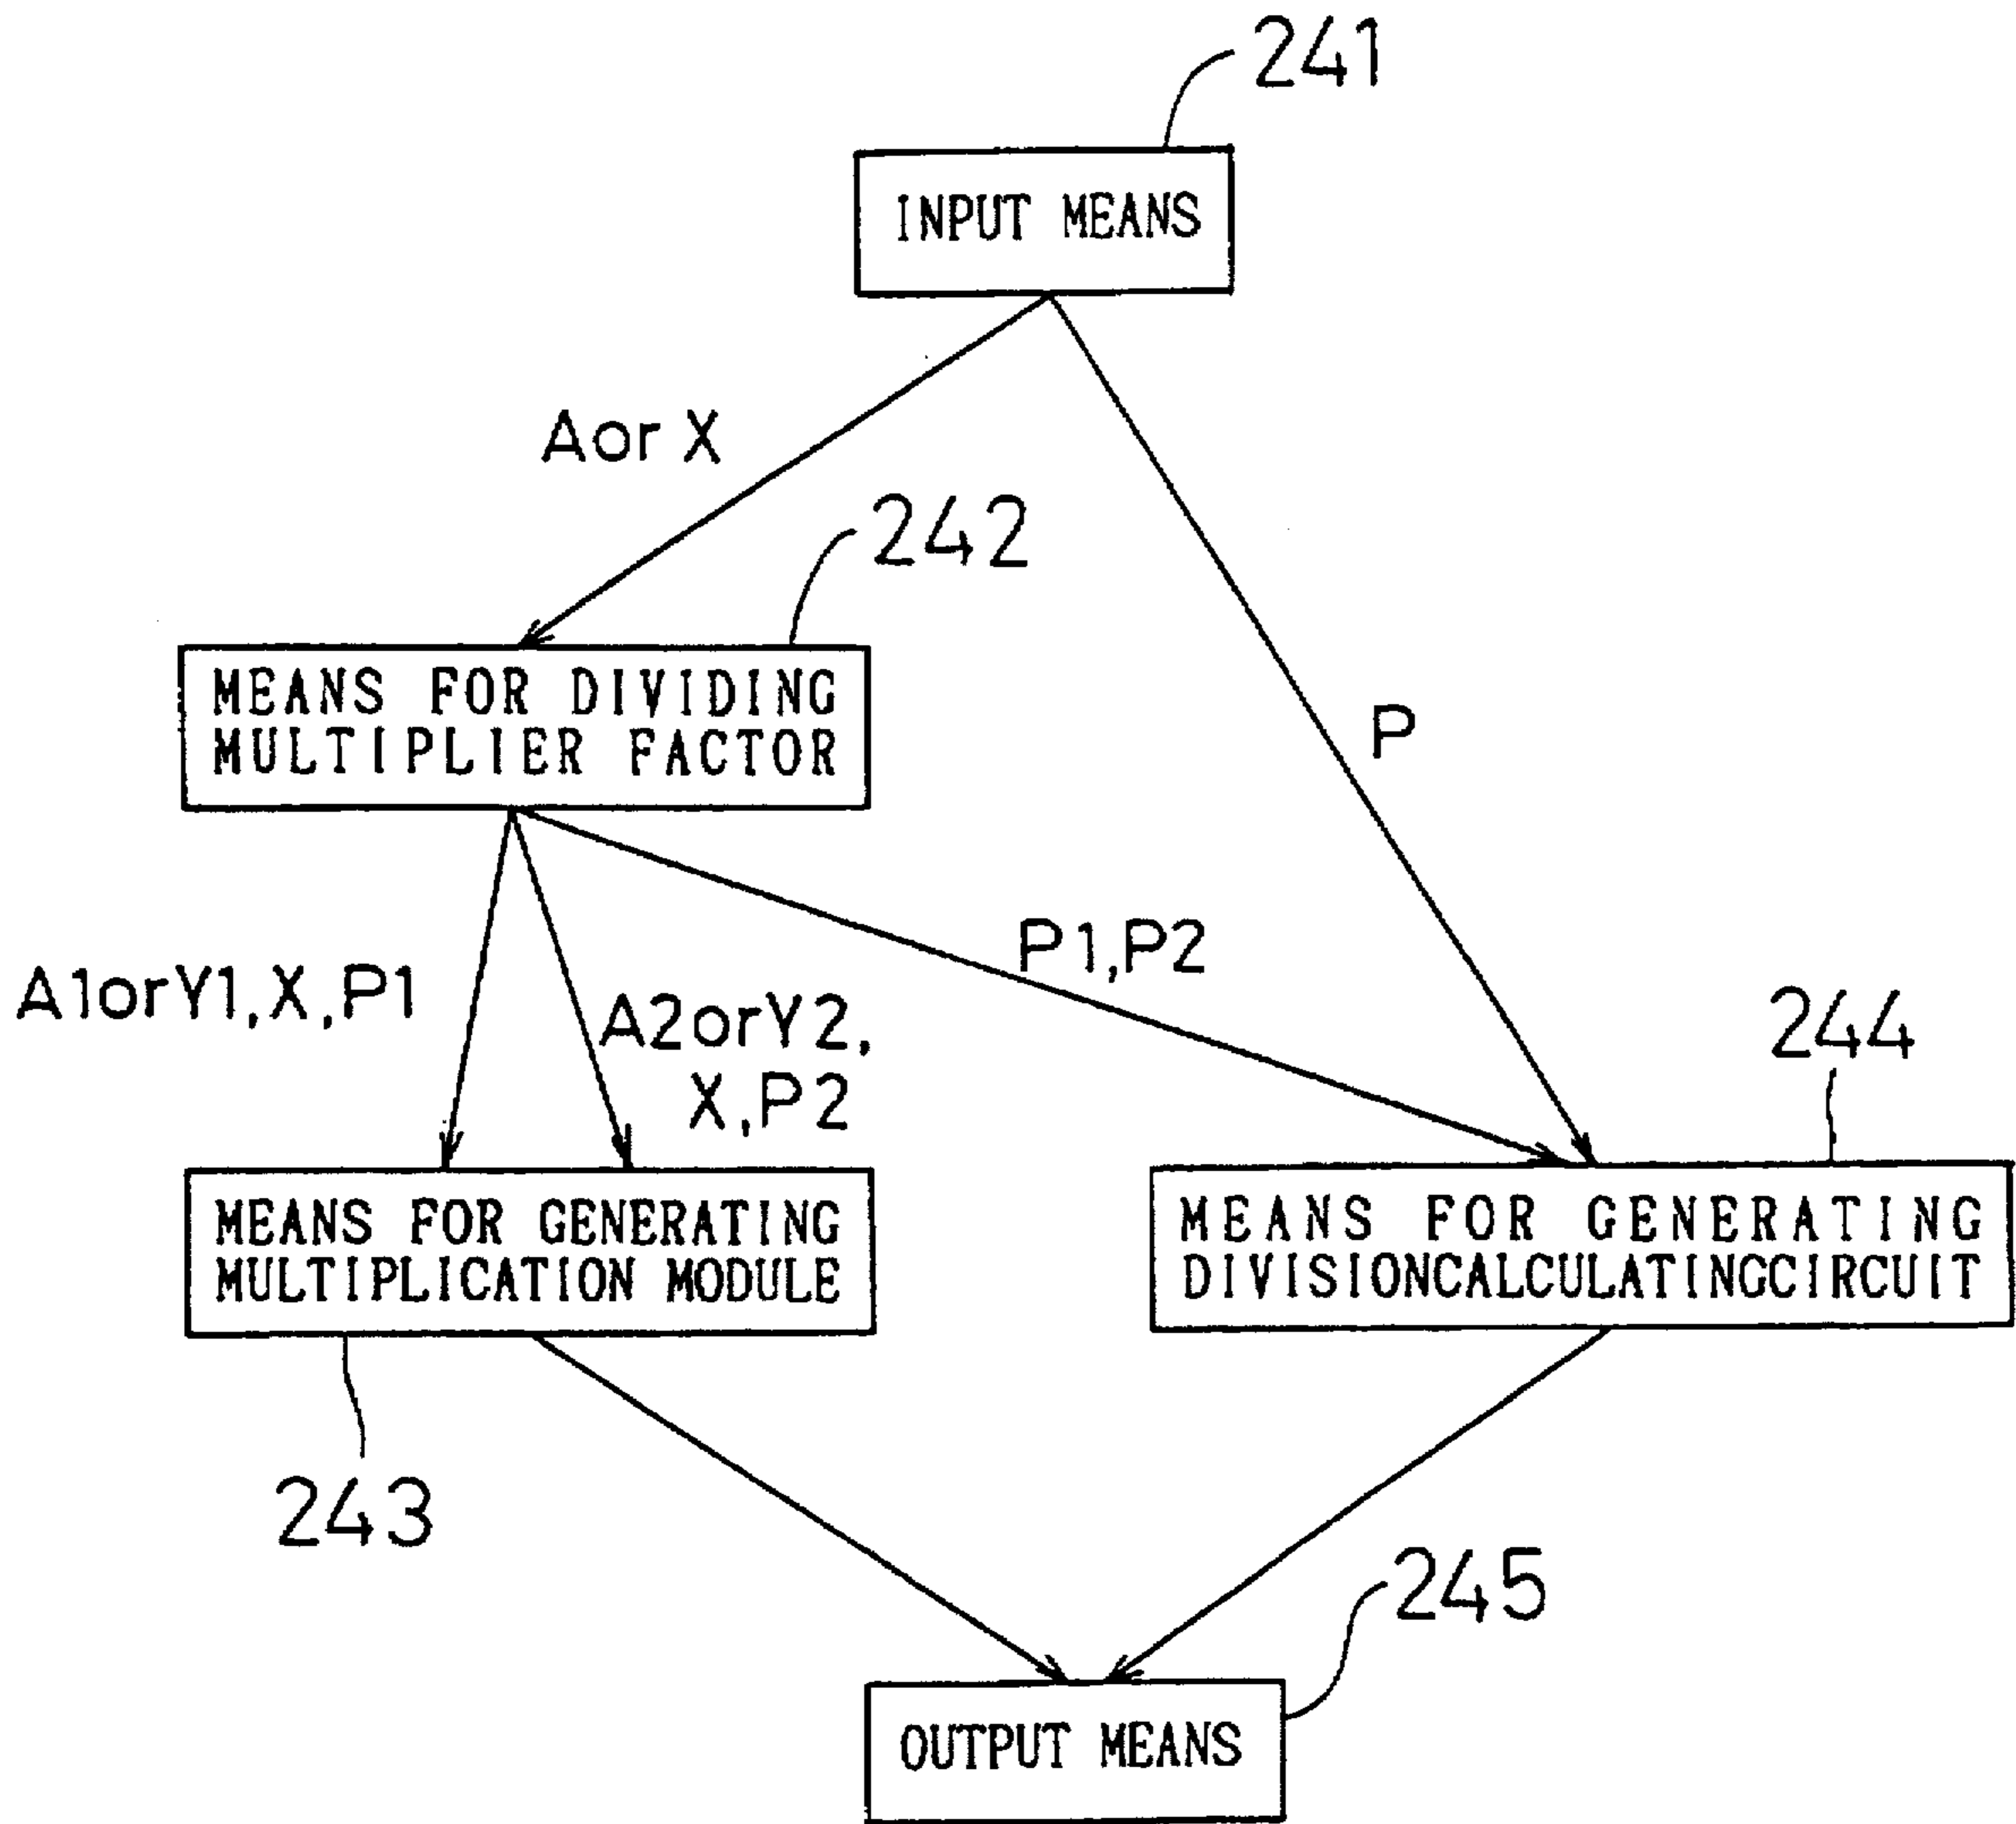 241
INPUT MEANS
A or X
242
MEANS FOR DIVIDING
MULTIPLIER FACTOR
P
P1,P2
A1orY1,X,P1
A2orY2,
X,P2
244
MEANS FOR GENERATING
MULTIPLICATION MODULE
MEANS FOR GENERATING
DIVISIONCALCULATINGCIRCUIT
243
245
OUTPUT MEANS